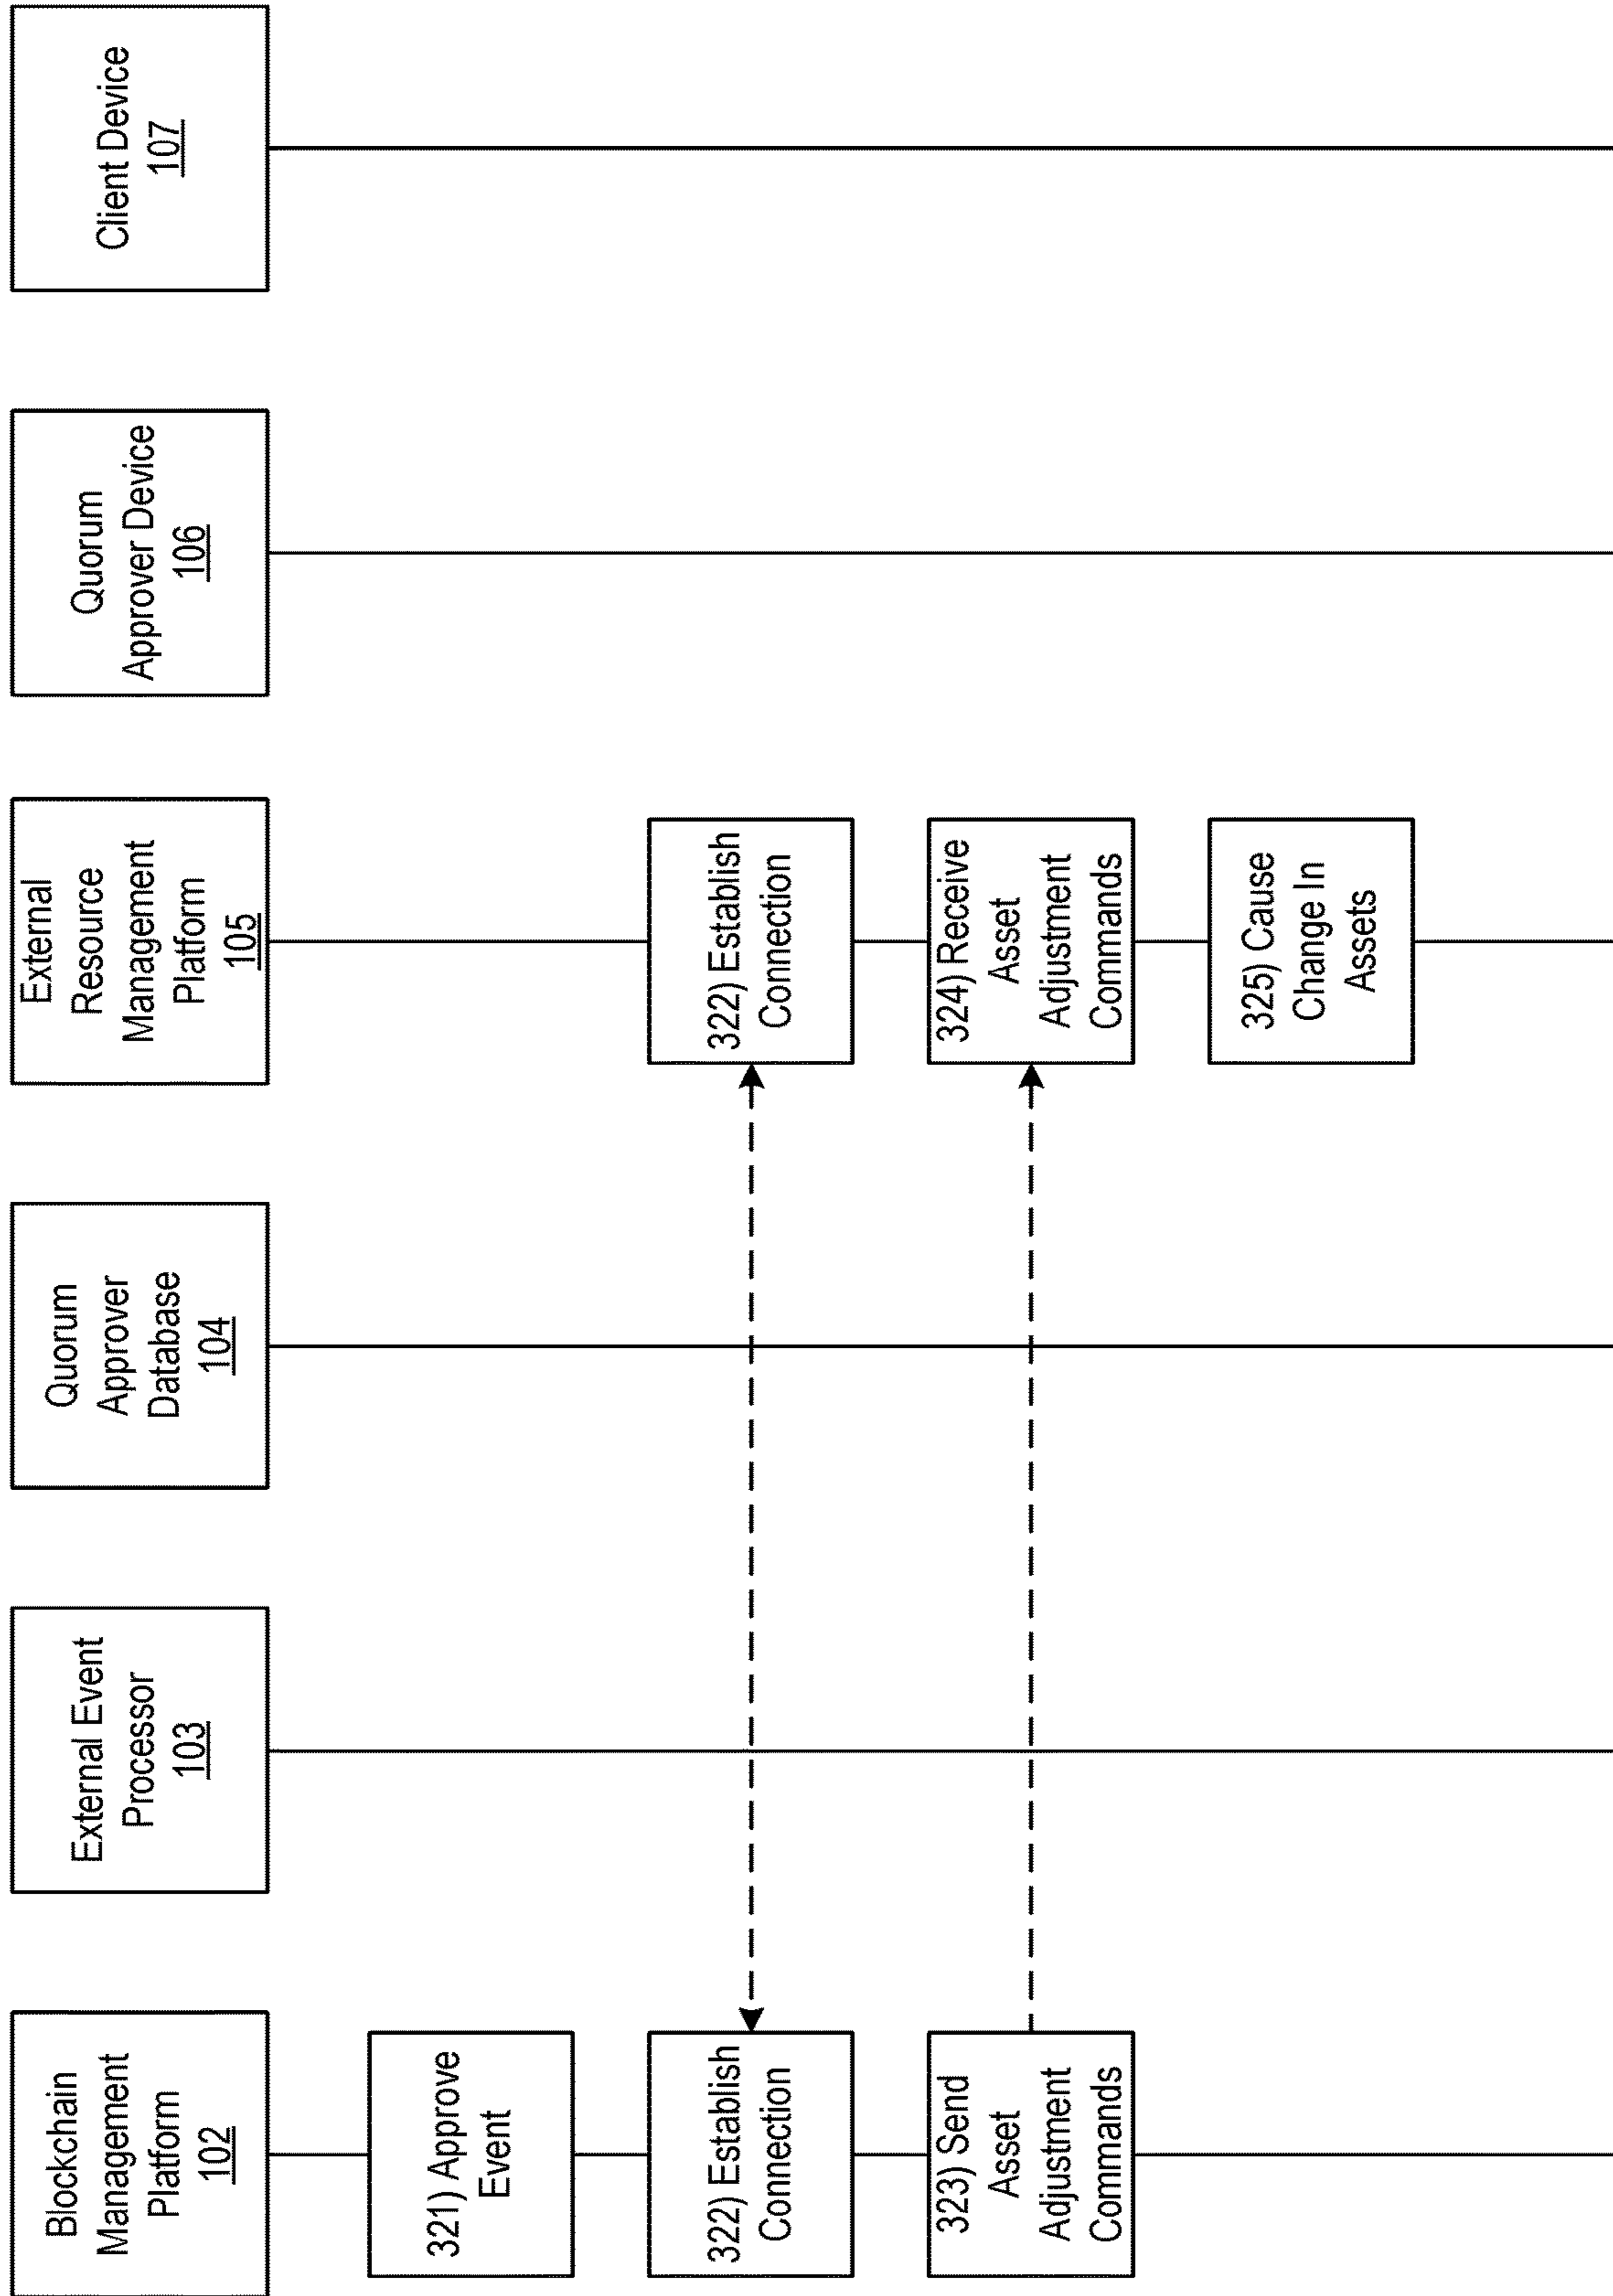 Blockchain
Management
Platform
102
External Event
Processor
103
Quorum
Approver
Database
104
External
Resource
Management
Platform
105
Quorum
Approver Device
106
Client Device
107
321) Approve
Event
322) Establish
Connection
322) Establish
Connection
323) Send
Asset
Adjustment
Commands
324) Receive
Asset
Adjustment
Commands
325) Cause
Change In
Assets